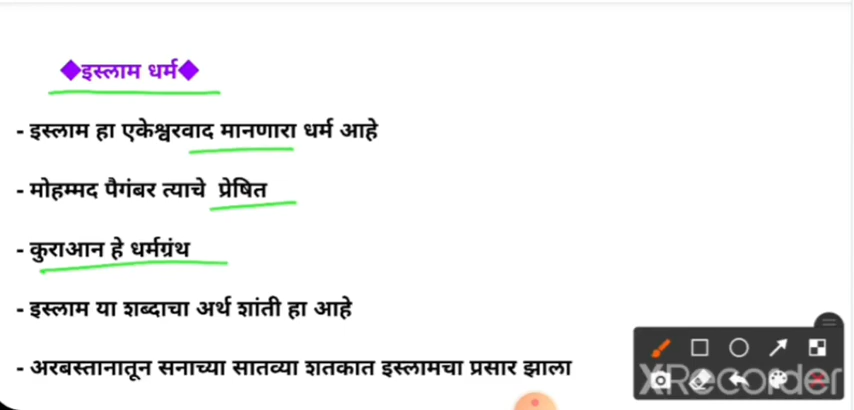 ◆इस्लाम धर्म◆
- इस्लाम हा एकेश्वरवाद मानणारा धर्म आहे
- मोहम्मद पैगंबर त्याचे प्रेषित
- कुराआन हे धर्मग्रंथ
- इस्लाम या शब्दाचा अर्थ शांती हा आहे
- अरबस्तानातून सनाच्या सातव्या शतकात इस्लामचा प्रसार झाला
XRecorder